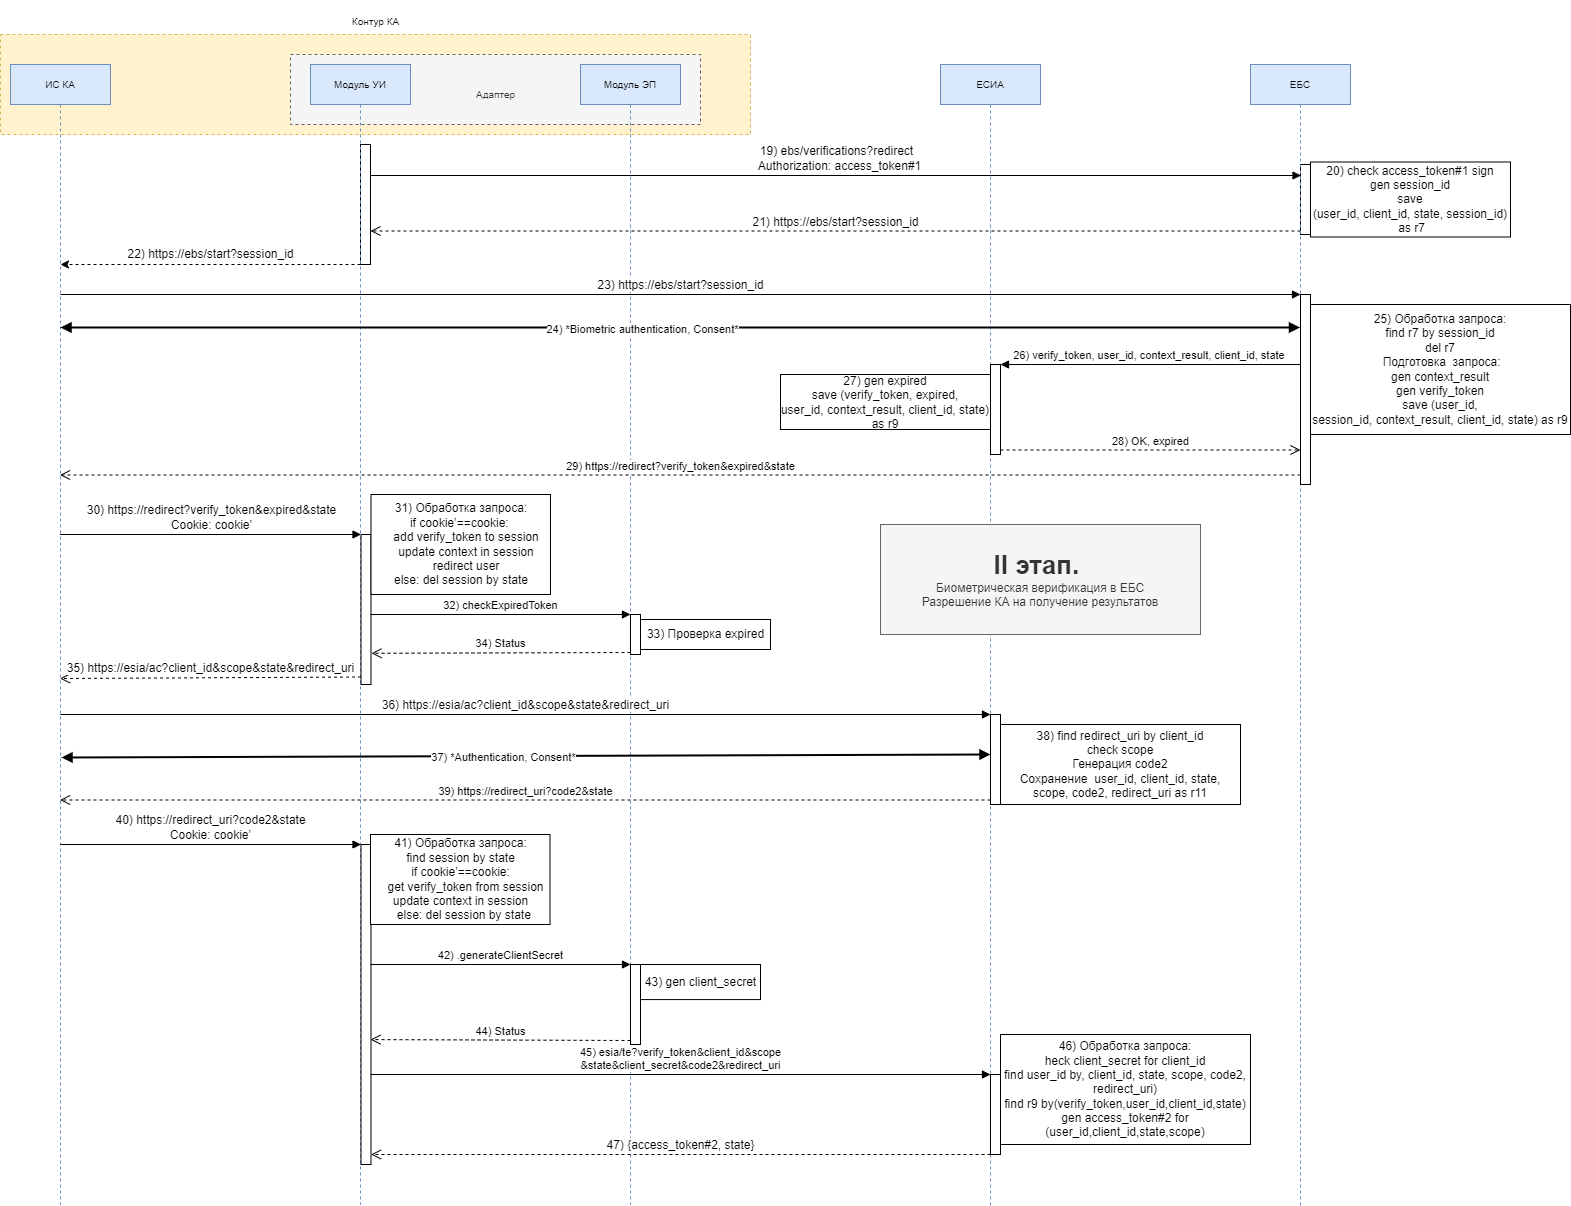 Контур КА
ИС КА
Модуль УИ
Адаптер
Модуль ЭП
ЕСИА
ЕБС
19) ebs/verifications?redirect
Authorization: access_token#1
20) check access_token#1 sign
gen session_id
save
(user_id, client_id, state, session_id)
as r7
21) https://ebs/start?session_id
22) https://ebs/start?session_id
23) https://ebs/start?session_id
24) *Biometric authentication, Consent*
25) Обработка запроса:
find r7 by session_id
del r7
Подготовка запроса:
gen context_result
gen verify_token
save (user_id,
session_id, context_result, client_id, state) as r9
26) verify_token, user_id, context_result, client_id, state
27) gen expired
save (verify_token, expired,
user_id, context_result, client_id, state)
as r9
28) OK, expired
29) https://redirect?verify_token&expired&state
30) https://redirect?verify_token&expired&state
Cookie: cookie'
31) Обработка запроса:
if cookie'==cookie:
add verify_token to session
update context in session
redirect user
else: del session by state
II этап.
Биометрическая верификация в ЕБС
Разрешение КА на получение результатов
32) checkExpiredToken
33) Проверка expired
34) Status
35) https://esia/ac?client_id&scope&state&redirect_uri
36) https://esia/ac?client_id&scope&state&redirect_uri
37) *Authentication, Consent*
38) find redirect_uri by client_id
check scope
Генерация code2
Сохранение user_id, client_id, state,
scope, code2, redirect_uri as r11
39) https://redirect_uri?code2&state
40) https://redirect_uri?code2&state
Cookie: cookie'
41) Обработка запроса:
find session by state
if cookie'==cookie:
get verify_token from session
update context in session
else: del session by state
42) .generateClientSecret
43) gen client_secret
44) Status
45) esia/te?verify_token&client_id&scope
&state&client_secret&code2&redirect_uri
46) Обработка запроса:
heck client_secret for client_id
find user_id by, client_id, state, scope, code2,
redirect_uri)
find r9 by(verify_token,user_id,client_id,state)
gen access_token#2 for
(user_id,client_id,state,scope)
47) {access_token#2, state}